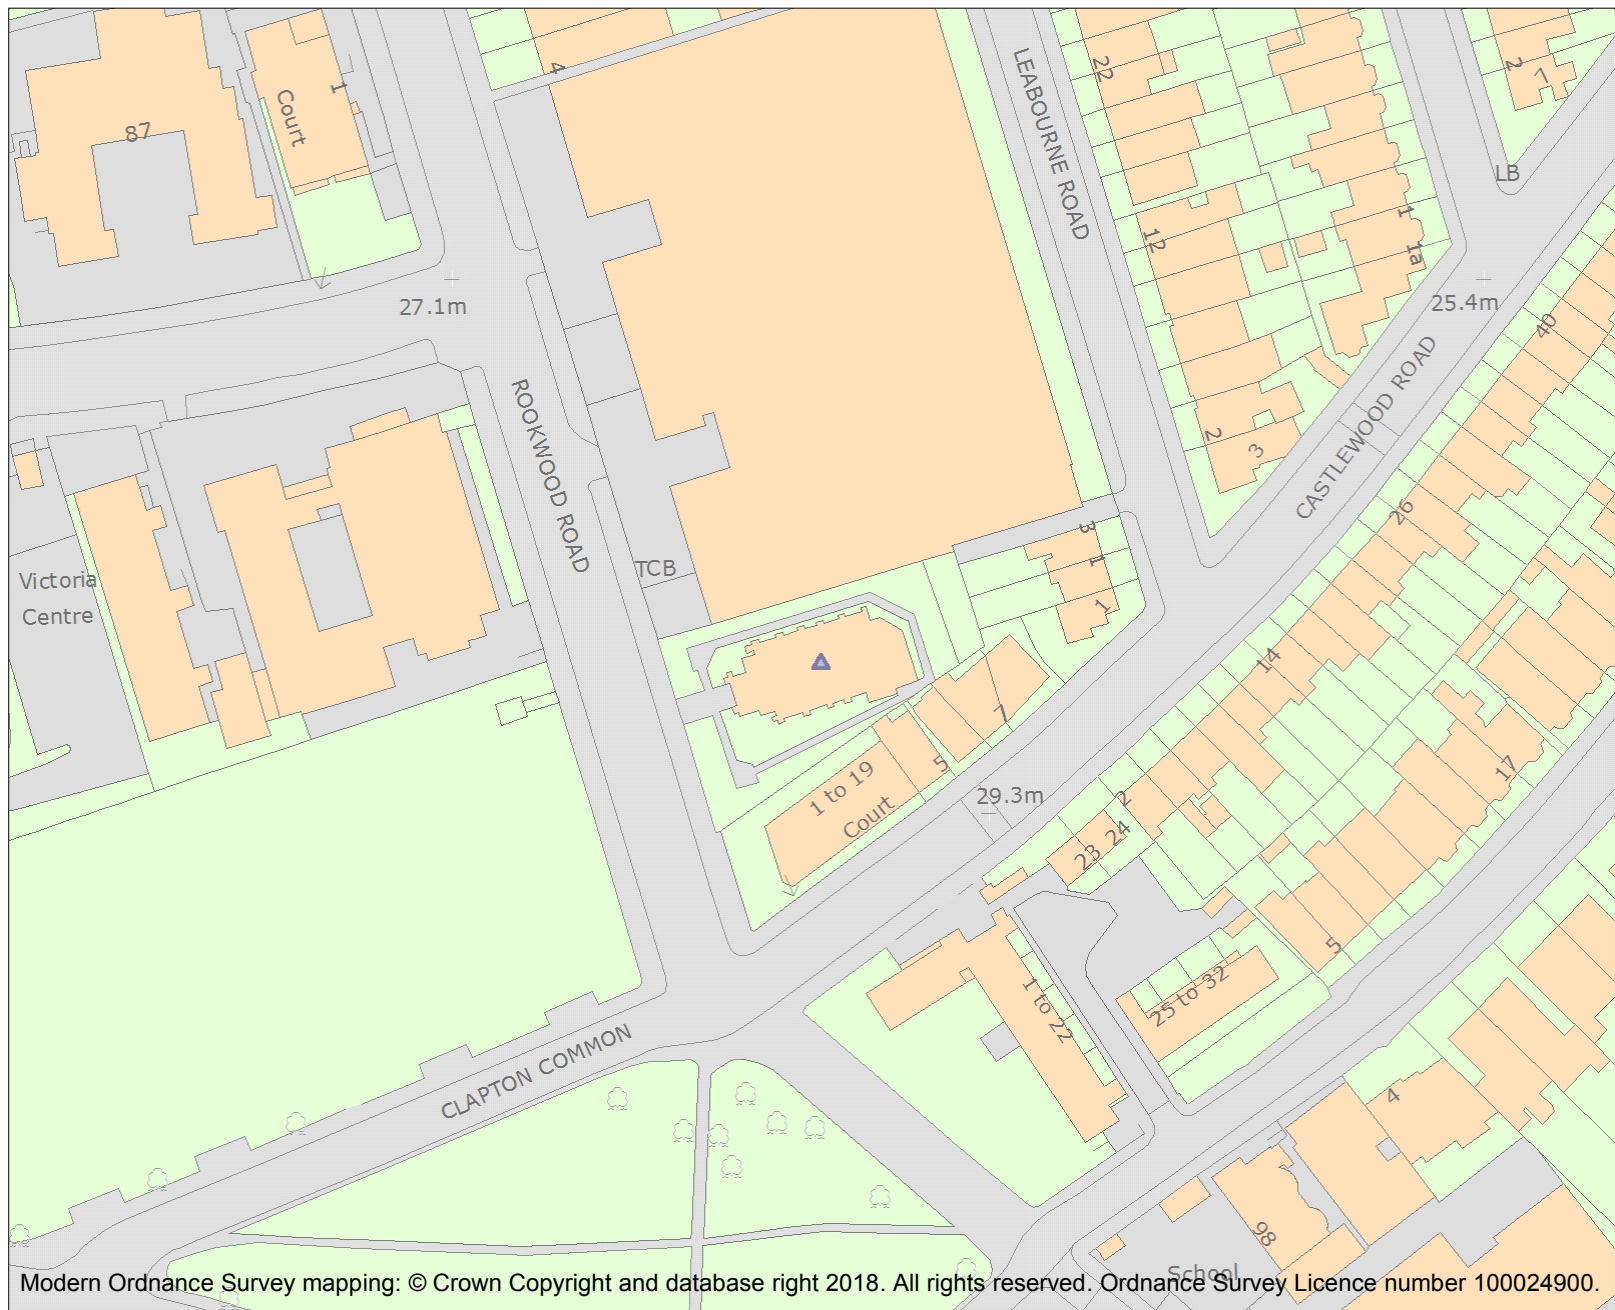 4
22
2
7
1
Court
87
LEABOURNE ROAD
LB
12
1
1a
27.1m
25.4m
40
ROOKWOOD ROAD
CASTLEWOOD ROAD
2
3
26
3
1
1
TCB
Victoria
Centre
14
7
5
1 to 19
Court
29.3m
2
17
23 24
5
25 to 32
1 to 22
CLAPTON COMMON
4
98
School
Modern Ordnance Survey mapping: © Crown Copyright and database right 2018. All rights reserved. Ordnance Survey Licence number 100024900.